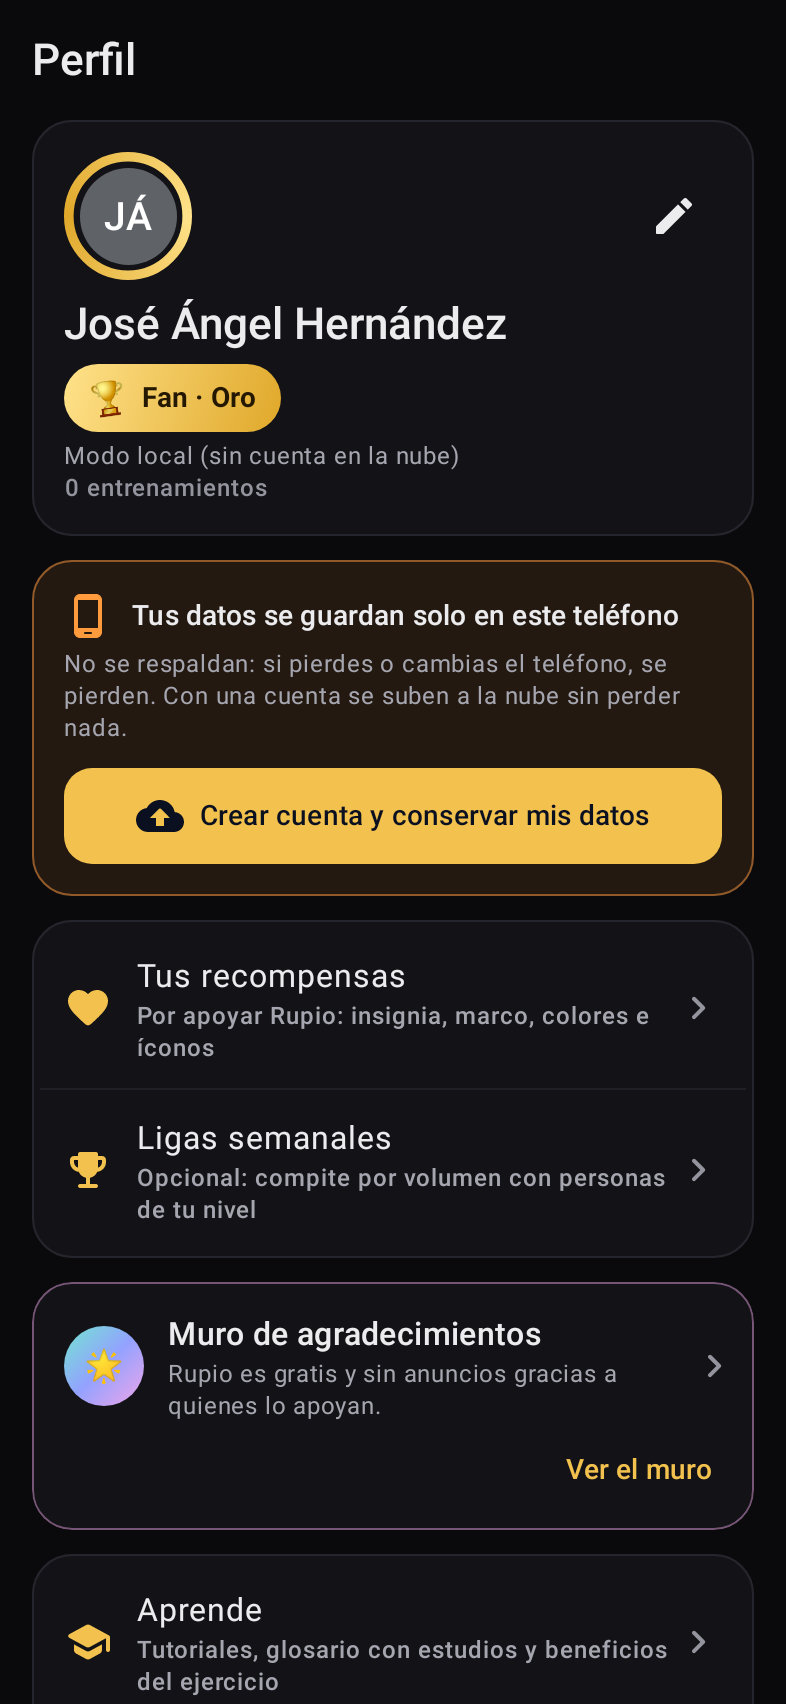 Perfil
JÁ
José Ángel Hernández
Fan · Oro
Modo local (sin cuenta en la nube)
0 entrenamientos
Tus datos se guardan solo en este teléfono
No se respaldan: si pierdes o cambias el teléfono, se
pierden. Con una cuenta se suben a la nube sin perder
nada.
Crear cuenta y conservar mis datos
Tus recompensas
Por apoyar Rupio: insignia, marco, colores e
íconos
Ligas semanales
Opcional: compite por volumen con personas
de tu nivel
Muro de agradecimientos
Rupio es gratis y sin anuncios gracias a
quienes lo apoyan.
Ver el muro
Aprende
Tutoriales, glosario con estudios y beneficios
del ejercicio